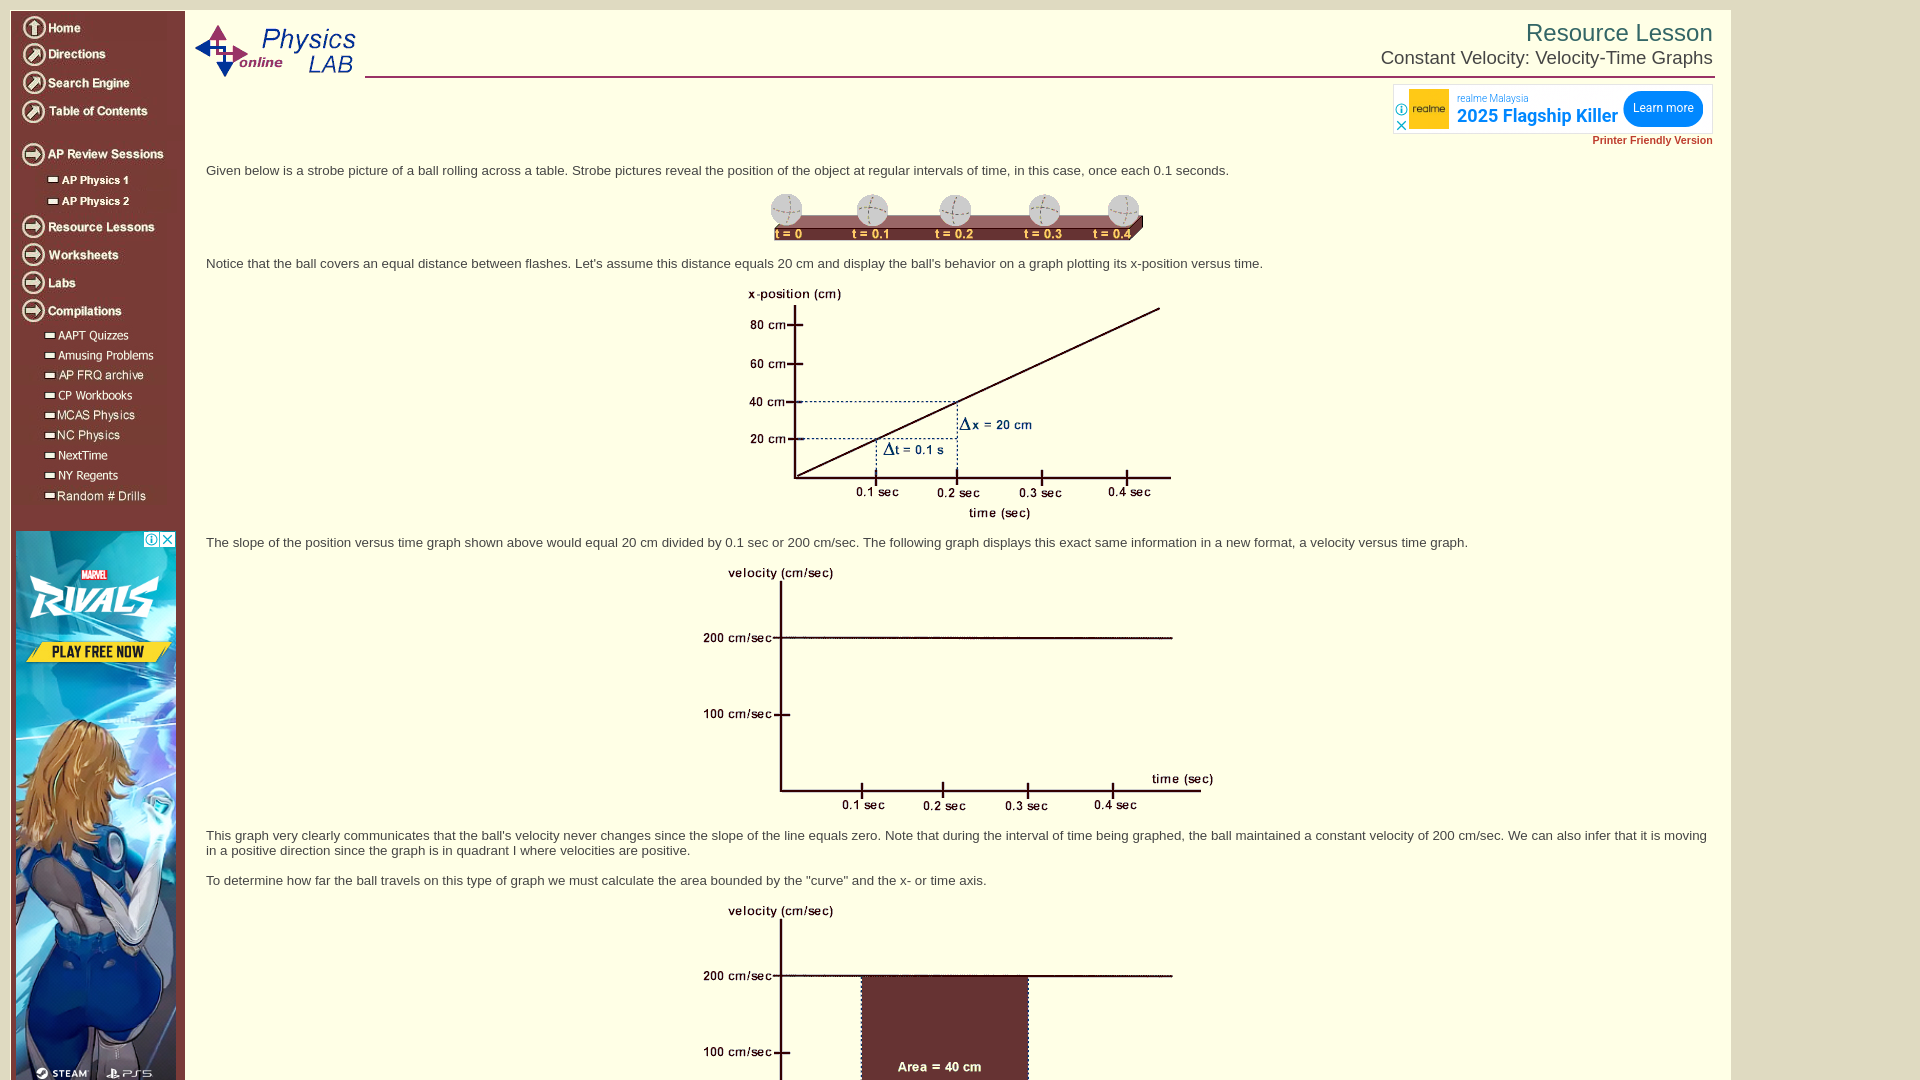 Home
Directions
Search Engine
Table of Contents
AP Review Sessions
AP Physics 1
AP Physics 2
Resource Lessons
Worksheets
Labs
Compilations
AAPT Quizzes
Amusing Problems
AP FRQ archive
CP Workbooks
MCAS Physics
NC Physics
NextTime
NY Regents
Random # Drills
MARVEL
RIVALS
PLAY FREE NOW
STEAM PS5
Physics
online LAB
Resource Lesson
Constant Velocity: Velocity-Time Graphs
realme
realme Malaysia
2025 Flagship Killer
Learn more
Printer Friendly Version
Given below is a strobe picture of a ball rolling across a table. Strobe pictures reveal the position of the object at regular intervals of time, in this case, once each 0.1 seconds.
t = 0 t = 0.1 t = 0.2 t = 0.3 t = 0.4
Notice that the ball covers an equal distance between flashes. Let's assume this distance equals 20 cm and display the ball's behavior on a graph plotting its x-position versus time.
x-position (cm)
80 cm
60 cm
40 cm
Δx = 20 cm
20 cm
Δt = 0.1 s
0.1 sec 0.2 sec 0.3 sec 0.4 sec
time (sec)
The slope of the position versus time graph shown above would equal 20 cm divided by 0.1 sec or 200 cm/sec. The following graph displays this exact same information in a new format, a velocity versus time graph.
velocity (cm/sec)
200 cm/sec
100 cm/sec
time (sec)
0.1 sec 0.2 sec 0.3 sec 0.4 sec
This graph very clearly communicates that the ball's velocity never changes since the slope of the line equals zero. Note that during the interval of time being graphed, the ball maintained a constant velocity of 200 cm/sec. We can also infer that it is moving
in a positive direction since the graph is in quadrant I where velocities are positive.
To determine how far the ball travels on this type of graph we must calculate the area bounded by the "curve" and the x- or time axis.
velocity (cm/sec)
200 cm/sec
100 cm/sec
Area = 40 cm